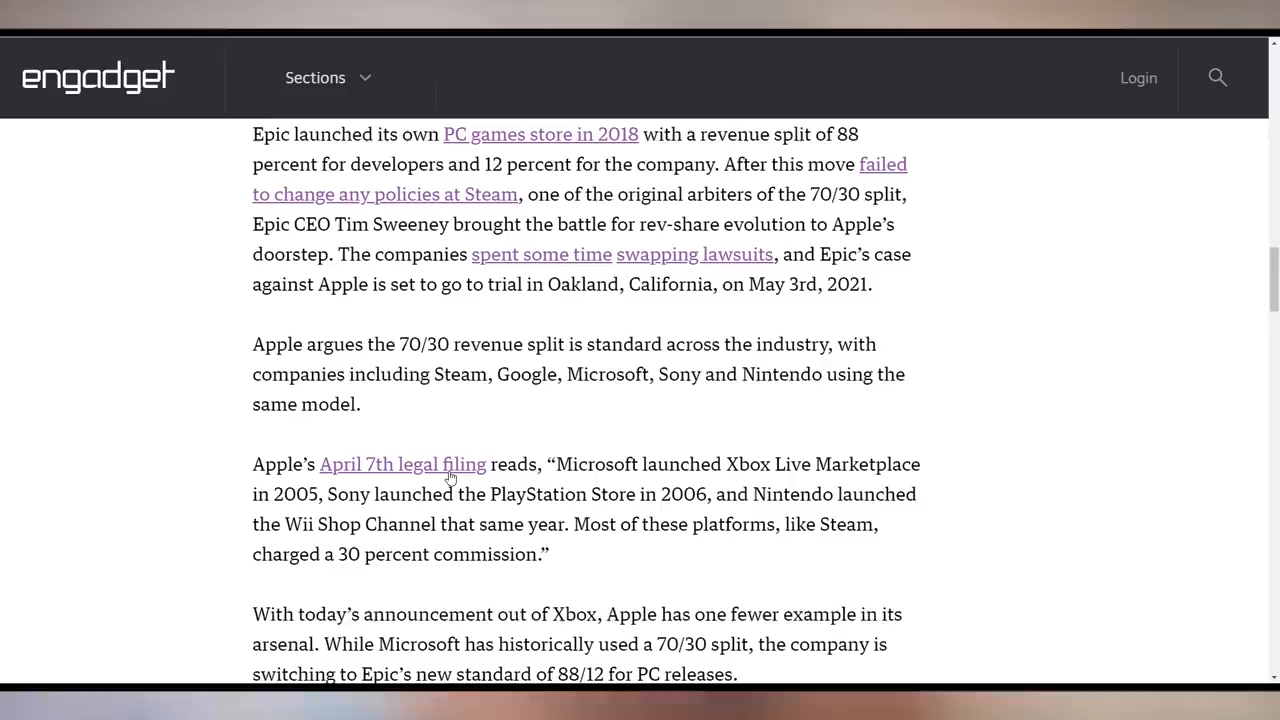 engadget
Sections
Login
Epic launched its own PC games store in 2018 with a revenue split of 88
percent for developers and 12 percent for the company. After this move failed
to change any policies at Steam, one of the original arbiters of the 70/30 split,
Epic CEO Tim Sweeney brought the battle for rev-share evolution to Apple’s
doorstep. The companies spent some time swapping lawsuits, and Epic’s case
against Apple is set to go to trial in Oakland, California, on May 3rd, 2021.
Apple argues the 70/30 revenue split is standard across the industry, with
companies including Steam, Google, Microsoft, Sony and Nintendo using the
same model.
Apple’s April 7th legal filing reads, “Microsoft launched Xbox Live Marketplace
in 2005, Sony launched the PlayStation Store in 2006, and Nintendo launched
the Wii Shop Channel that same year. Most of these platforms, like Steam,
charged a 30 percent commission.”
With today’s announcement out of Xbox, Apple has one fewer example in its
arsenal. While Microsoft has historically used a 70/30 split, the company is
switching to Epic’s new standard of 88/12 for PC releases.